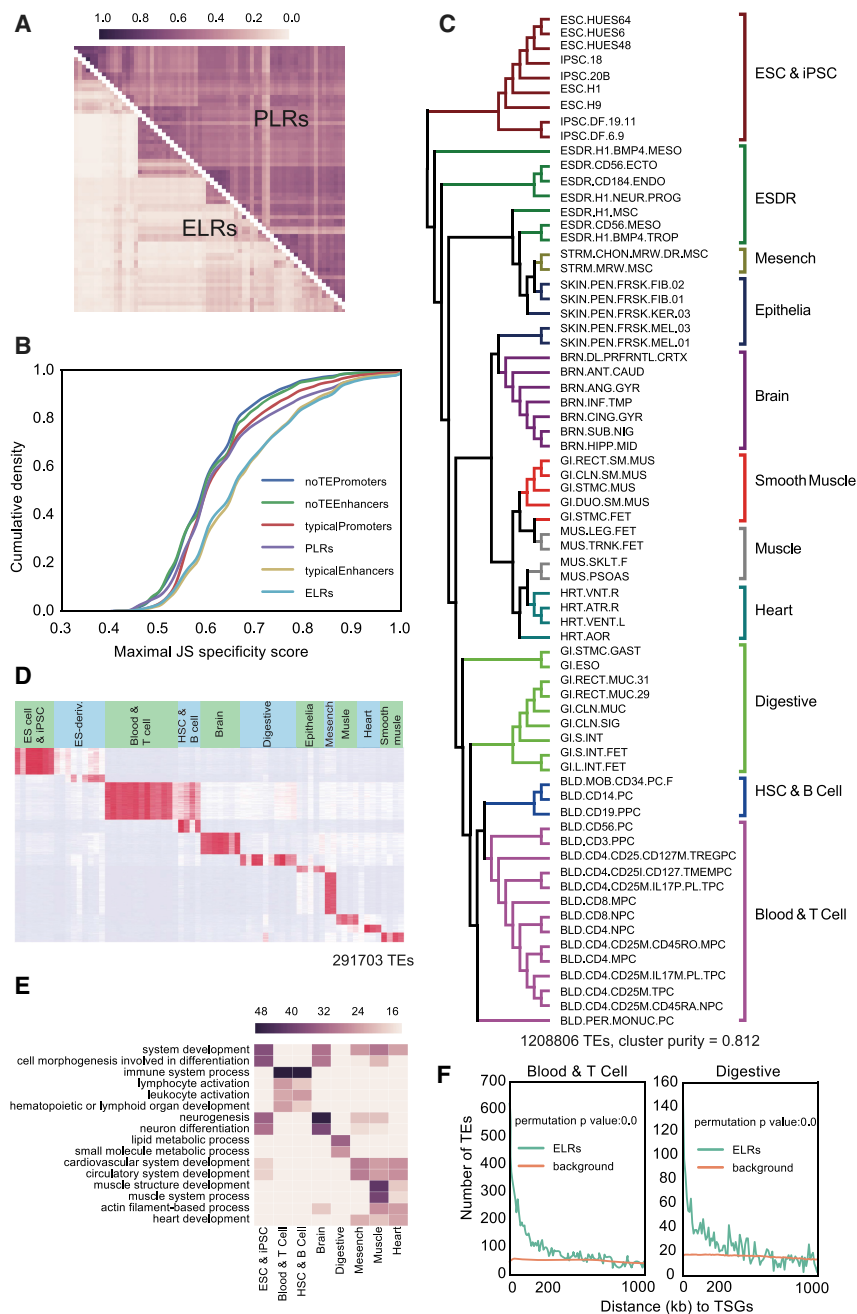 A
1.0 0.8 0.6 0.4 0.2 0.0
PLRs
ELRs
B
Cumulative density
1.0
0.8
0.6
0.4
0.2
0.0
noTEPromoters
noTEEnhancers
typicalPromoters
PLRs
typicalEnhancers
ELRs
0.3 0.4 0.5 0.6 0.7 0.8 0.9 1.0
Maximal JS specificity score
C
ESC.HUES64
ESC.HUES6
ESC.HUES48
IPSC.18
IPSC.20B
ESC.H1
ESC.H9
IPSC.DF.19.11
IPSC.DF.6.9
ESDR.H1.BMP4.MESO
ESDR.CD56.ECTO
ESDR.CD184.ENDO
ESDR.H1.NEUR.PROG
ESDR.H1.MSC
ESDR.CD56.MESO
ESDR.H1.BMP4.TROP
STRM.CHON.MRW.DR.MSC
STRM.MRW.MSC
SKIN.PEN.FRSK.FIB.02
SKIN.PEN.FRSK.FIB.01
SKIN.PEN.FRSK.KER.03
SKIN.PEN.FRSK.MEL.03
SKIN.PEN.FRSK.MEL.01
BRN.DL.PRFRNTL.CRTX
BRN.ANT.CAUD
BRN.ANG.GYR
BRN.INF.TMP
BRN.CING.GYR
BRN.SUB.NIG
BRN.HIPP.MID
GI.RECT.SM.MUS
GI.CLN.SM.MUS
GI.STMC.MUS
GI.DUO.SM.MUS
GI.STMC.FET
MUS.LEG.FET
MUS.TRNK.FET
MUS.SKLT.F
MUS.PSOAS
HRT.VNT.R
HRT.ATR.R
HRT.VENT.L
HRT.AOR
GI.STMC.GAST
GI.ESO
GI.RECT.MUC.31
GI.RECT.MUC.29
GI.CLN.MUC
GI.CLN.SIG
GI.S.INT
GI.S.INT.FET
GI.L.INT.FET
BLD.MOB.CD34.PC.F
BLD.CD14.PC
BLD.CD19.PPC
BLD.CD56.PC
BLD.CD3.PPC
BLD.CD4.CD25.CD127M.TREGPC
BLD.CD4.CD25I.CD127.TMEMPC
BLD.CD4.CD25M.IL17P.PL.TPC
BLD.CD8.MPC
BLD.CD8.NPC
BLD.CD4.NPC
BLD.CD4.CD25M.CD45RO.MPC
BLD.CD4.MPC
BLD.CD4.CD25M.IL17M.PL.TPC
BLD.CD4.CD25M.TPC
BLD.CD4.CD25M.CD45RA.NPC
BLD.PER.MONUC.PC
ESC & iPSC
ESDR
Mesench
Epithelia
Brain
Smooth Muscle
Muscle
Heart
Digestive
HSC & B Cell
Blood & T Cell
1208806 TEs, cluster purity = 0.812
D
ES cell & iPSC
ES-deriv.
Blood & T cell
HSC & B cell
Brain
Digestive
Epithelia
Mesench
Musle
Heart
Smooth musle
291703 TEs
E
48 40 32 24 16
system development
cell morphogenesis involved in differentiation
immune system process
lymphocyte activation
leukocyte activation
hematopoietic or lymphoid organ development
neurogenesis
neuron differentiation
lipid metabolic process
small molecule metabolic process
cardiovascular system development
circulatory system development
muscle structure development
muscle system process
actin filament-based process
heart development
ESC & iPSC
Blood & T Cell
HSC & B Cell
Brain
Digestive
Mesench
Muscle
Heart
F
Blood & T Cell
Number of TEs
700
600
500
400
300
200
100
0
permutation p value:0.0
ELRs
background
0 200 1000
Digestive
160
140
120
100
80
60
40
20
0
permutation p value:0.0
ELRs
background
0 200 1000
Distance (kb) to TSGs